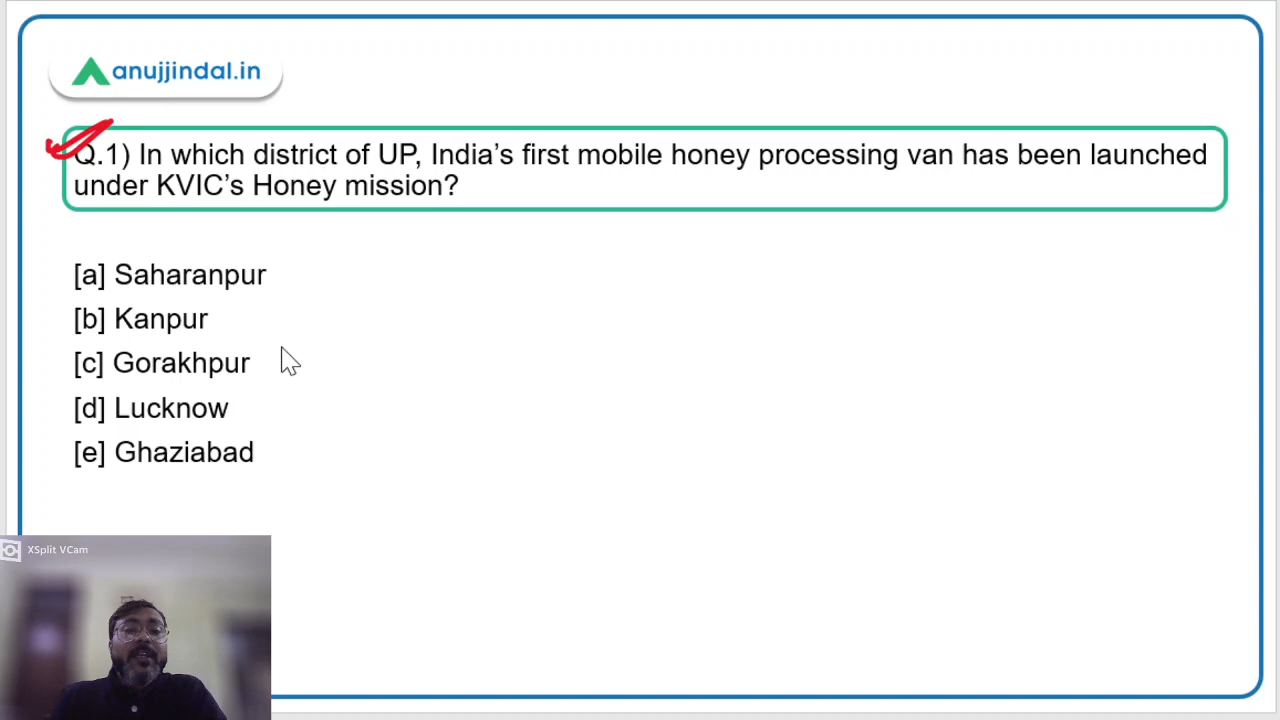 anujjindal.in
Q.1) In which district of UP, India’s first mobile honey processing van has been launched
under KVIC’s Honey mission?
[a] Saharanpur
[b] Kanpur
[c] Gorakhpur
[d] Lucknow
[e] Ghaziabad
XSplit VCam